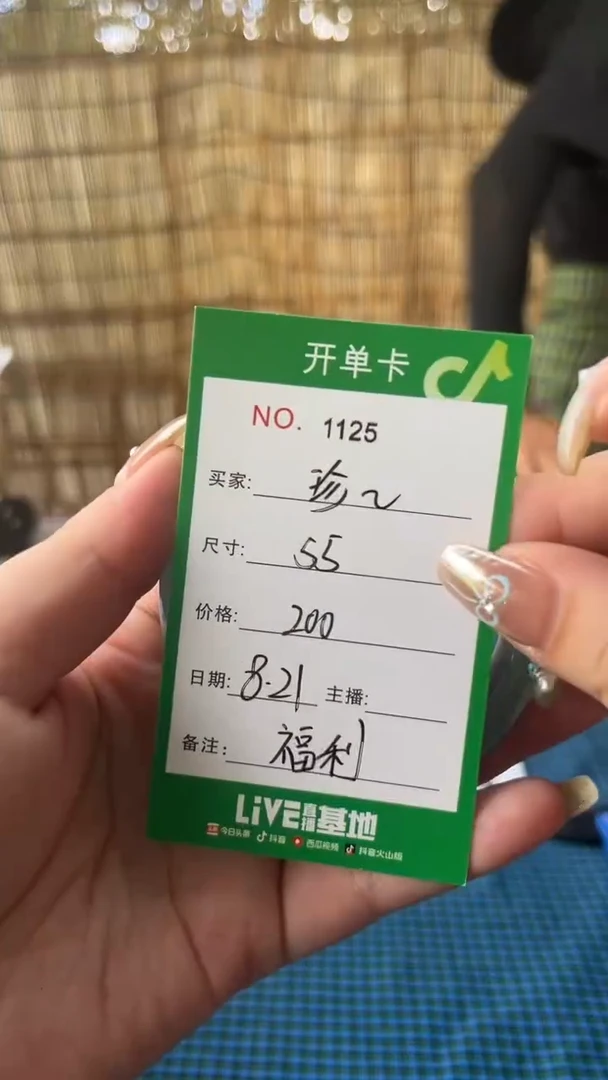 开单卡
NO. 1125
买家: 珍~
尺寸: 55
价格: 200
日期: 8.21 主播:
备注: 福利
LiVE直播基地
今日头条 抖音 西瓜视频 抖音火山版